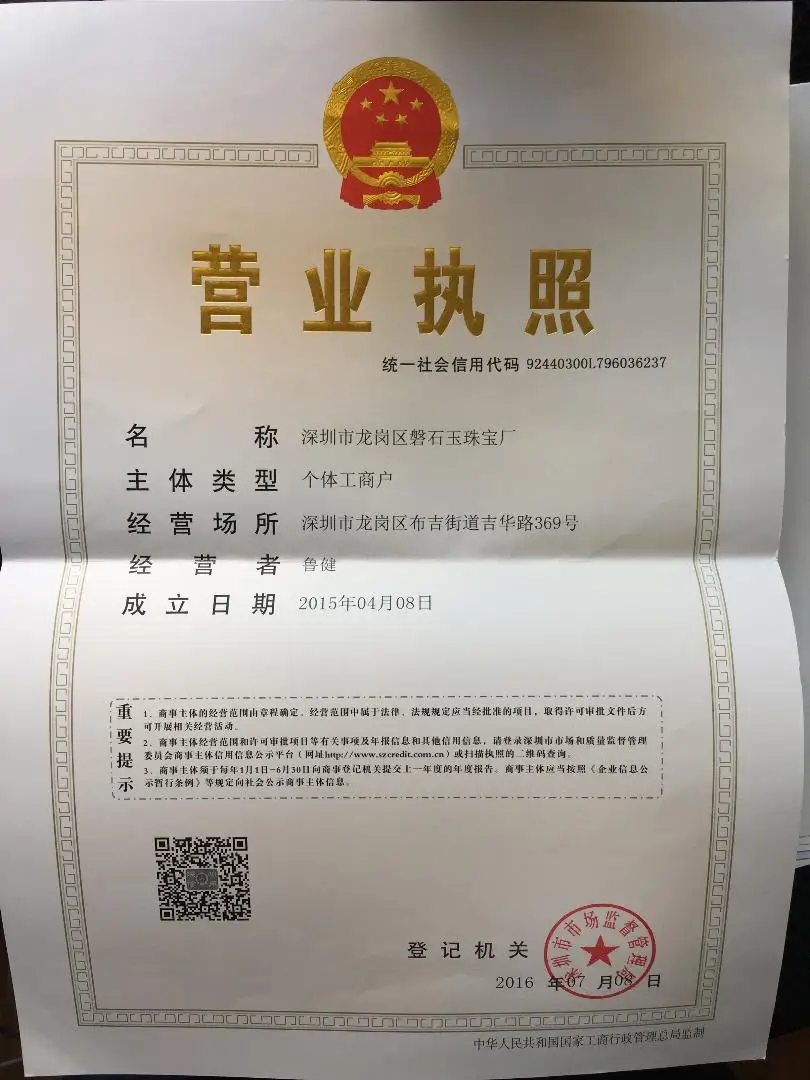 营业执照
统一社会信用代码 92440300L796036237
名称 深圳市龙岗区磐石玉珠宝厂
主体类型 个体工商户
经营场所 深圳市龙岗区布吉街道吉华路369号
经营者 鲁健
成立日期 2015年04月08日
重要提示
1、商事主体的经营范围由章程确定。经营范围中属于法律、法规规定应当经批准的项目，取得许可审批文件后方
可开展相关经营活动。
2、商事主体经营范围和许可审批项目等有关事项及年报信息和其他信用信息，请登录深圳市市场和质量监督管理
委员会商事主体信用信息公示平台（网址http://www.szcredit.com.cn）或扫描执照的二维码查询。
3、商事主体须于每年1月1日-6月30日向商事登记机关提交上一年度的年度报告。商事主体应当按照《企业信息公
示暂行条例》等规定向社会公示商事主体信息。
登记机关
深圳市市场监督管理局
2016 年07 月08 日
中华人民共和国国家工商行政管理总局监制